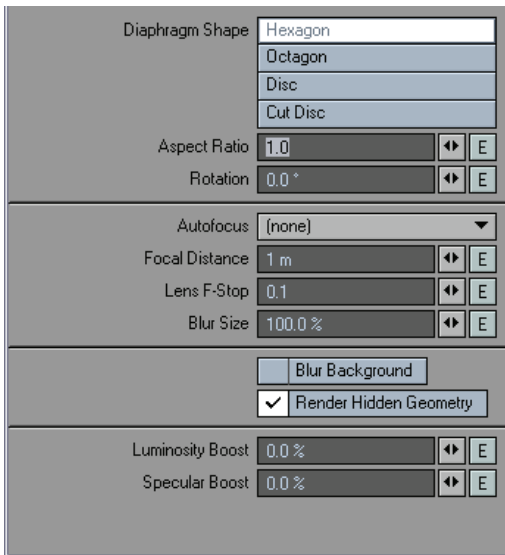 Diaphragm Shape Hexagon
Octagon
Disc
Cut Disc
Aspect Ratio 1.0 E
Rotation 0.0 ° E
Autofocus (none)
Focal Distance 1 m E
Lens F-Stop 0.1 E
Blur Size 100.0 % E
Blur Background
Render Hidden Geometry
Luminosity Boost 0.0 % E
Specular Boost 0.0 % E